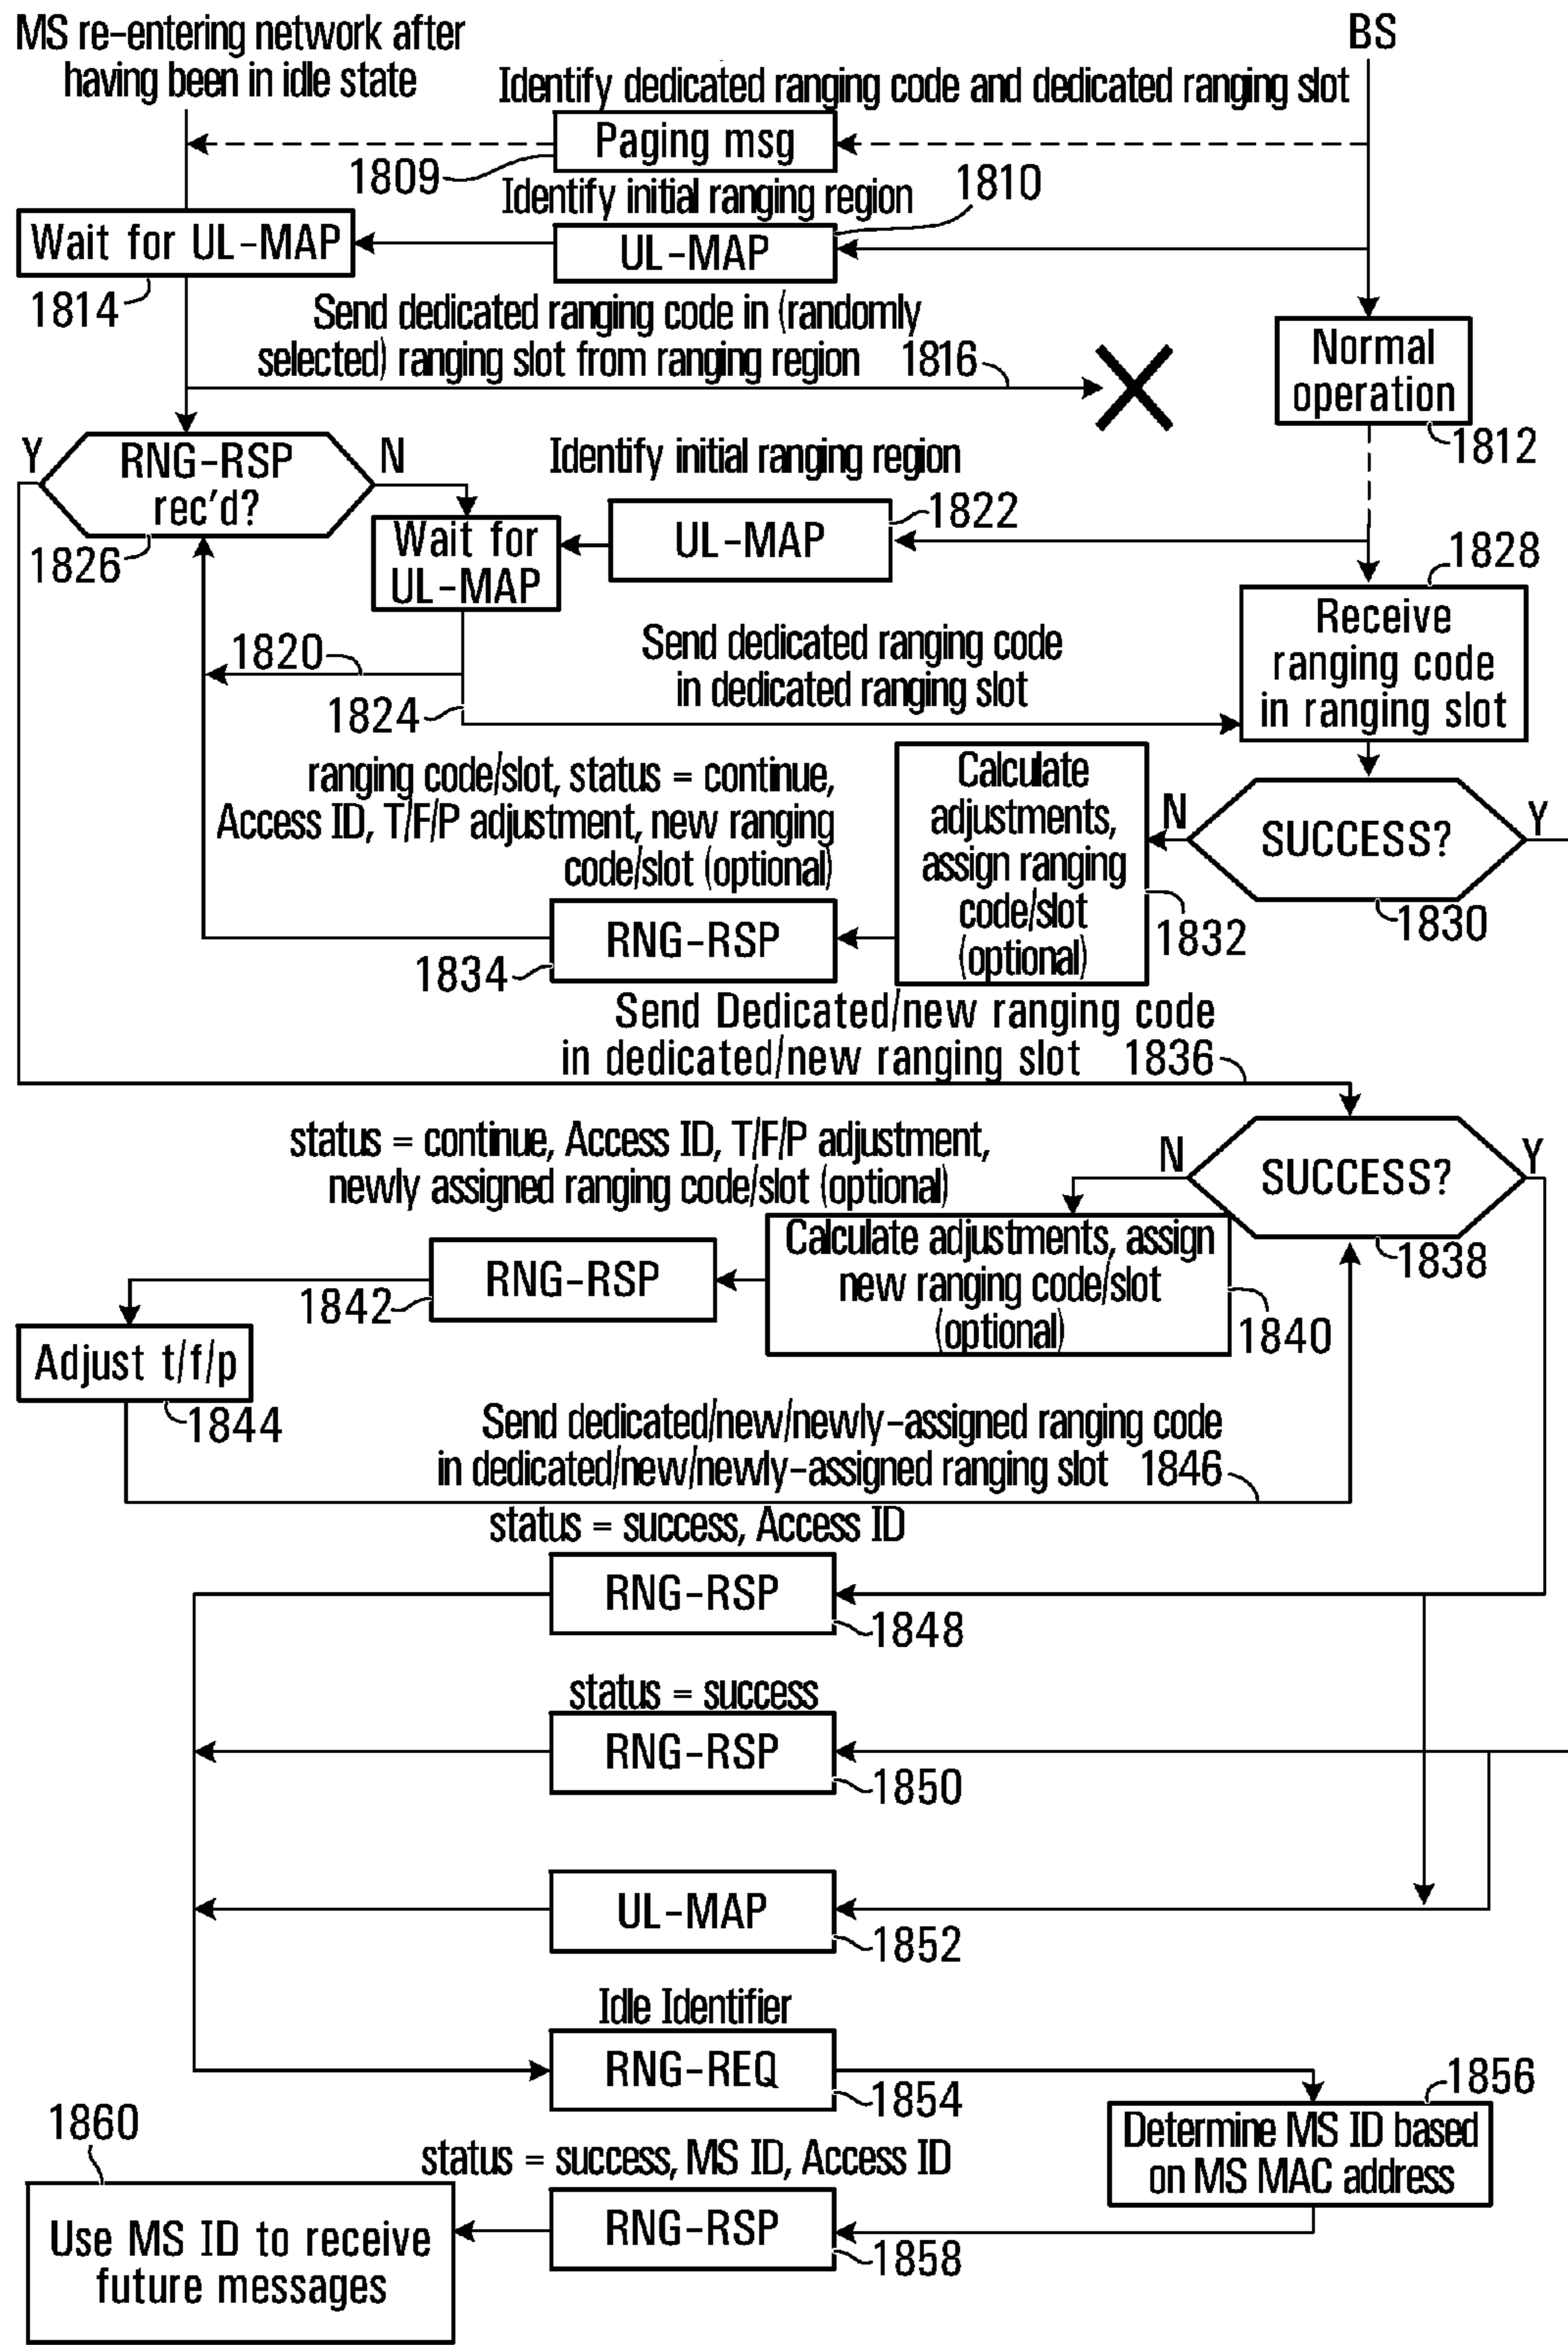 MS re-entering network after
having been in idle state
BS
Identify dedicated ranging code and dedicated ranging slot
Paging msg
1809
Identify initial ranging region
1810
Wait for UL-MAP
UL-MAP
1814
Send dedicated ranging code in (randomly
selected) ranging slot from ranging region
1816
Normal
operation
1812
Y
RNG-RSP
rec'd?
N
1826
Identify initial ranging region
Wait for
UL-MAP
UL-MAP
1822
1828
Receive
ranging code
in ranging slot
1820
1824
Send dedicated ranging code
in dedicated ranging slot
ranging code/slot, status = continue,
Access ID, T/F/P adjustment, new ranging
code/slot (optional)
Calculate
adjustments,
assign ranging
code/slot
(optional)
1832
N
SUCCESS?
Y
1830
RNG-RSP
1834
Send Dedicated/new ranging code
in dedicated/new ranging slot
1836
status = continue, Access ID, T/F/P adjustment,
newly assigned ranging code/slot (optional)
N
SUCCESS?
Y
1838
RNG-RSP
1842
Calculate adjustments, assign
new ranging code/slot
(optional)
1840
Adjust t/f/p
1844
Send dedicated/new/newly-assigned ranging code
in dedicated/new/newly-assigned ranging slot
1846
status = success, Access ID
RNG-RSP
1848
status = success
RNG-RSP
1850
UL-MAP
1852
Idle Identifier
RNG-REQ
1854
1856
Determine MS ID based
on MS MAC address
1860
status = success, MS ID, Access ID
Use MS ID to receive
future messages
RNG-RSP
1858